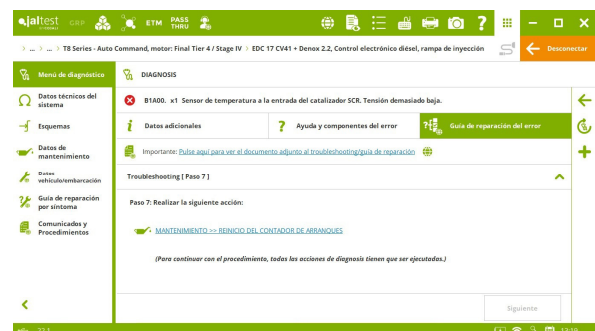 jaltest GRP ETM PASS THRU
> ... > ... > T8 Series - Auto Command, motor: Final Tier 4 / Stage IV > EDC 17 CV41 + Denox 2.2, Control electrónico diésel, rampa de inyección
Desconectar
Menú de diagnóstico
DIAGNOSIS
Datos técnicos del sistema
B1A00. x1 Sensor de temperatura a la entrada del catalizador SCR. Tensión demasiado baja.
Esquemas
Datos adicionales
Ayuda y componentes del error
Guía de reparación del error
Datos de mantenimiento
Importante: Pulse aquí para ver el documento adjunto al troubleshooting/guía de reparación
Datos vehículo/embarcación
Troubleshooting [ Paso 7 ]
Guía de reparación por síntoma
Paso 7: Realizar la siguiente acción:
Comunicados y Procedimientos
MANTENIMIENTO >> REINICIO DEL CONTADOR DE ARRANQUES
(Para continuar con el procedimiento, todas las acciones de diagnosis tienen que ser ejecutadas.)
Siguiente